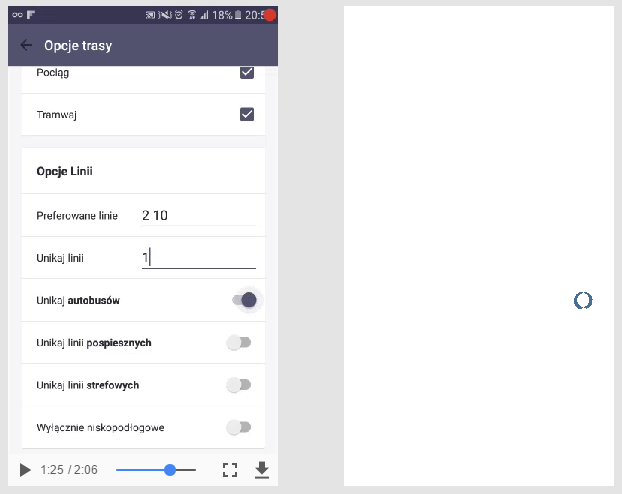 18% 20:5
Opcje trasy
Pociąg
Tramwaj
Opcje Linii
Preferowane linie 2 10
Unikaj linii 1
Unikaj autobusów
Unikaj linii pospiesznych
Unikaj linii strefowych
Wyłącznie niskopodłogowe
1:25 / 2:06